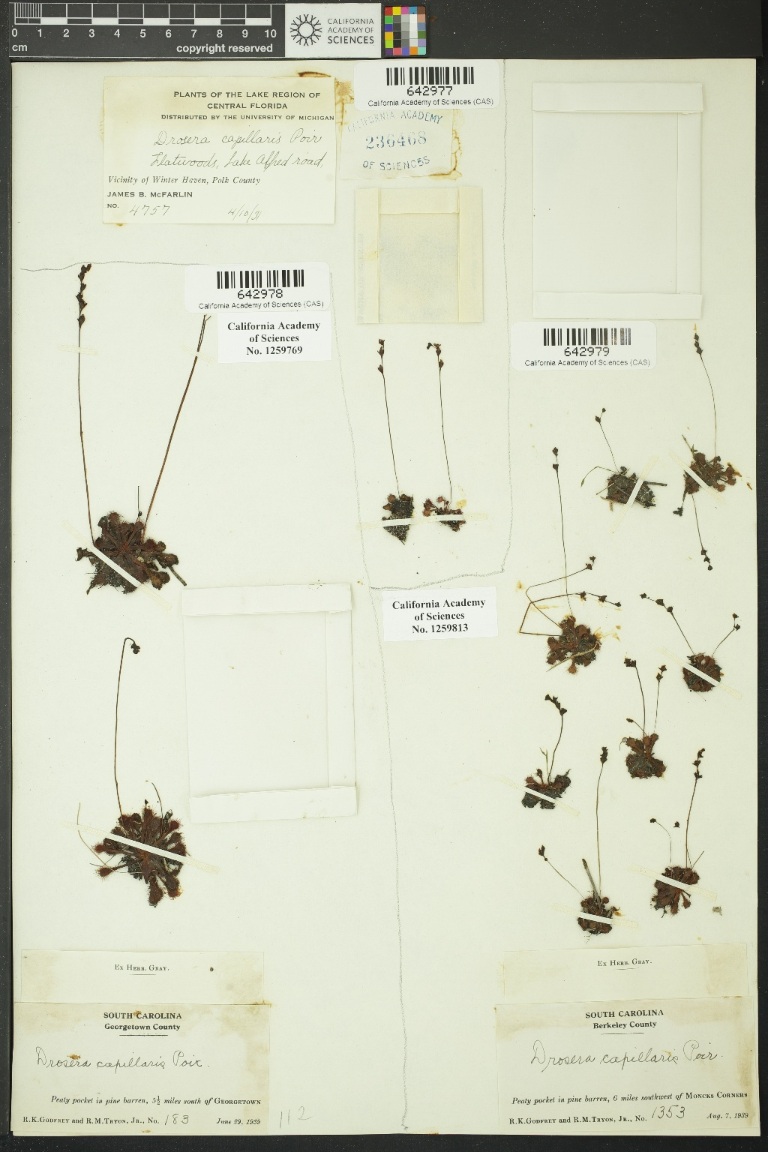 0 1 2 3 4 5 6 7 8 9 10
cm
copyright reserved
CALIFORNIA
ACADEMY OF
SCIENCES
PLANTS OF THE LAKE REGION OF
CENTRAL FLORIDA
DISTRIBUTED BY THE UNIVERSITY OF MICHIGAN
Drosera capillaris Poir
Flatwoods, Lake Alfred road
Vicinity of Winter Haven, Polk County
JAMES B. McFARLIN
NO. 4757 4/10/31
642977
California Academy of Sciences (CAS)
CALIFORNIA ACADEMY
236468
OF SCIENCES
642978
California Academy of Sciences (CAS)
California Academy
of Sciences
No. 1259769
642979
California Academy of Sciences (CAS)
California Academy
of Sciences
No. 1259813
Ex Herb. Gray.
SOUTH CAROLINA
Georgetown County
Drosera capillaris Poir.
Peaty pocket in pine barren, 3½ miles south of Georgetown
R.K. Godfrey and R.M. Tryon, Jr., No. 183 June 29, 1939
112
Ex Herb. Gray.
SOUTH CAROLINA
Berkeley County
Drosera capillaris Poir.
Peaty pocket in pine barren, 6 miles southwest of Moncks Corners
R.K. Godfrey and R.M. Tryon, Jr., No. 1353 Aug. 7, 1939